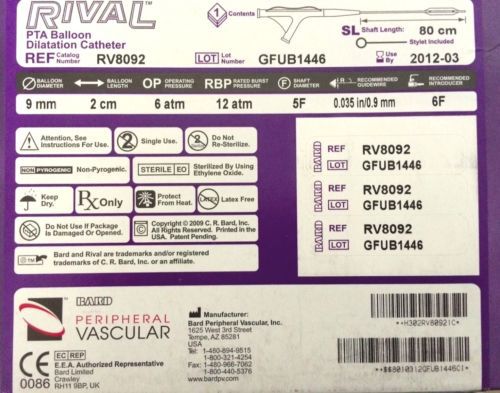 RIVAL™
PTA Balloon
Dilatation Catheter
1 Contents
SL Shaft Length: 80 cm
Stylet Included
REF Catalog Number RV8092 LOT Lot Number GFUB1446 Use By 2012-03
BALLOON DIAMETER BALLOON LENGTH OP OPERATING PRESSURE RBP RATED BURST PRESSURE F SHAFT DIAMETER RECOMMENDED GUIDEWIRE RECOMMENDED INTRODUCER
9 mm 2 cm 6 atm 12 atm 5F 0.035 in/0.9 mm 6F
Attention, See Instructions For Use.
2 Single Use.
2 Do Not Re-Sterilize.
NON PYROGENIC Non-Pyrogenic.
STERILE EO Sterilized By Using Ethylene Oxide.
Keep Dry.
Rx Only
Protect From Heat.
LATEX Latex Free
Do Not Use If Package Is Damaged Or Opened.
Copyright © 2009 C. R. Bard, Inc. All Rights Reserved. Printed in the USA. Patent Pending.
Bard and Rival are trademarks and/or registered
trademarks of C. R. Bard, Inc. or an affiliate.
BARD REF RV8092
LOT GFUB1446
BARD REF RV8092
LOT GFUB1446
BARD REF RV8092
LOT GFUB1446
BARD
PERIPHERAL
VASCULAR
EC REP
E.E.A. Authorized Representative
Bard Limited
Crawley
RH11 9BP, UK
0086
Manufacturer:
Bard Peripheral Vascular, Inc.
1625 West 3rd Street
Tempe, AZ 85281
USA
Tel: 1-480-894-9515
1-800-321-4254
Fax: 1-480-966-7062
1-800-440-5376
www.bardpv.com
*+H302RV80921C*
*+$$8010312GFUB1446CI*